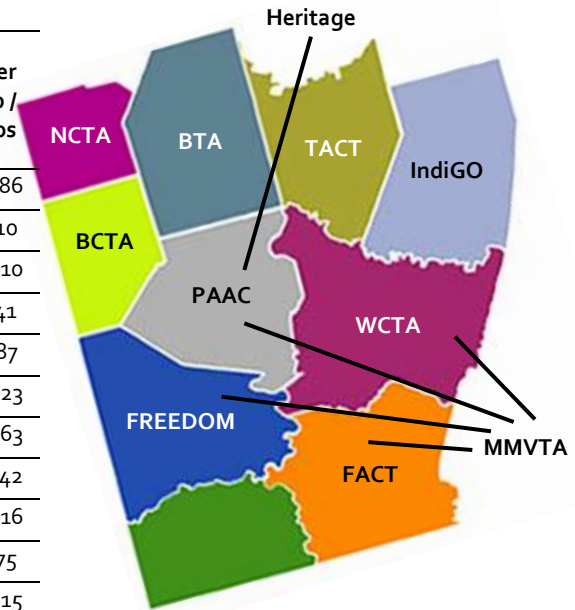 Heritage
er
o /
os
86
10
10
41
87
23
63
42
16
75
15
NCTA
BTA
TACT
IndiGO
BCTA
PAAC
WCTA
FREEDOM
MMVTA
FACT